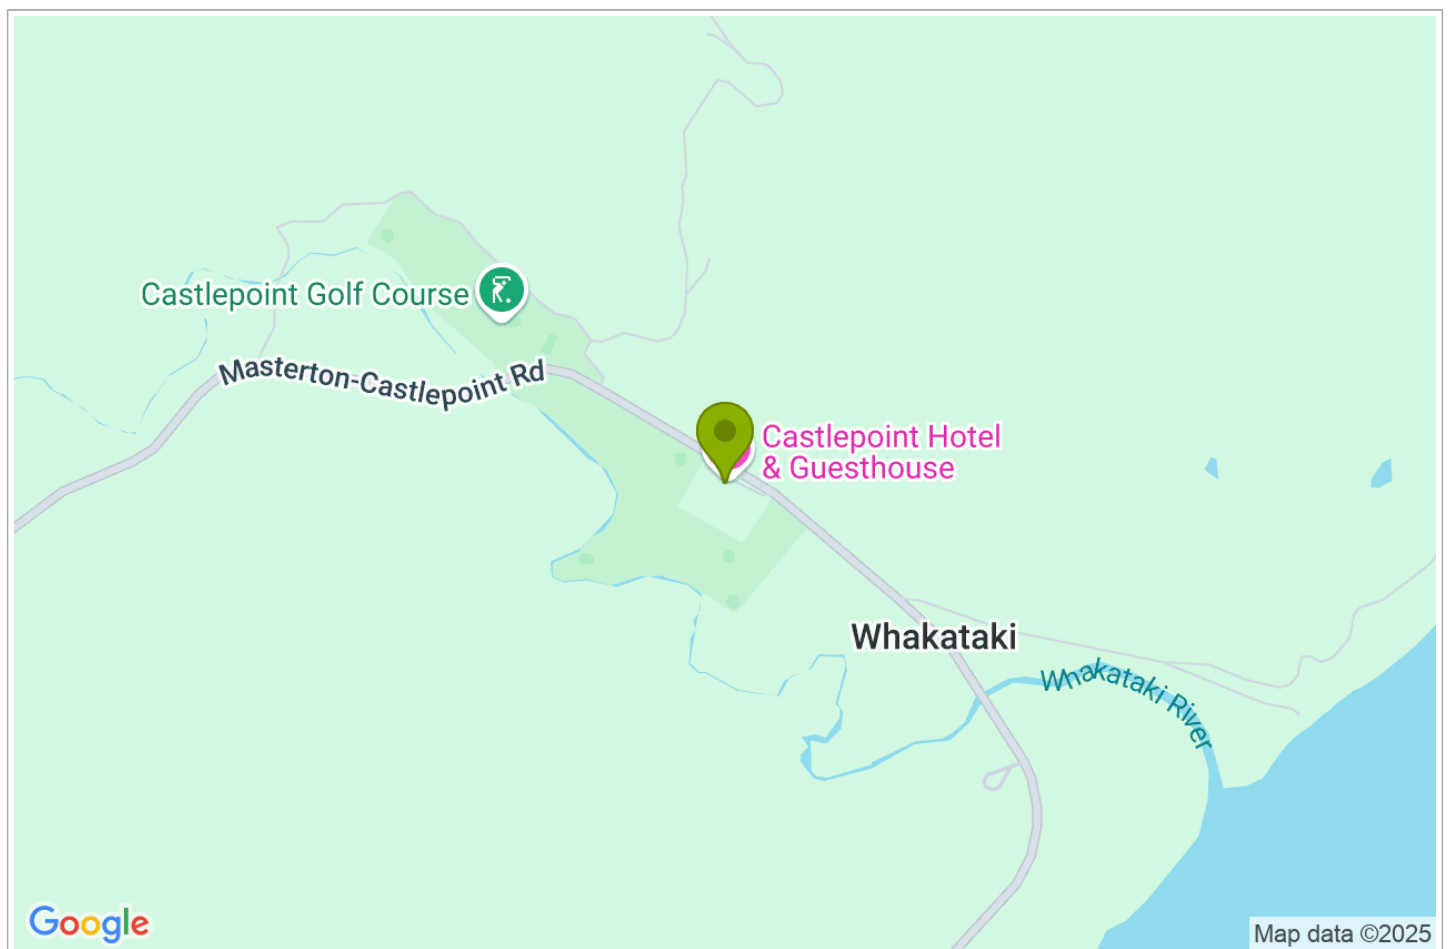 Castlepoint Golf Course
Masterton-Castlepoint Rd
Castlepoint Hotel
& Guesthouse
Whakataki
Whakataki River
Google
Map data ©2025